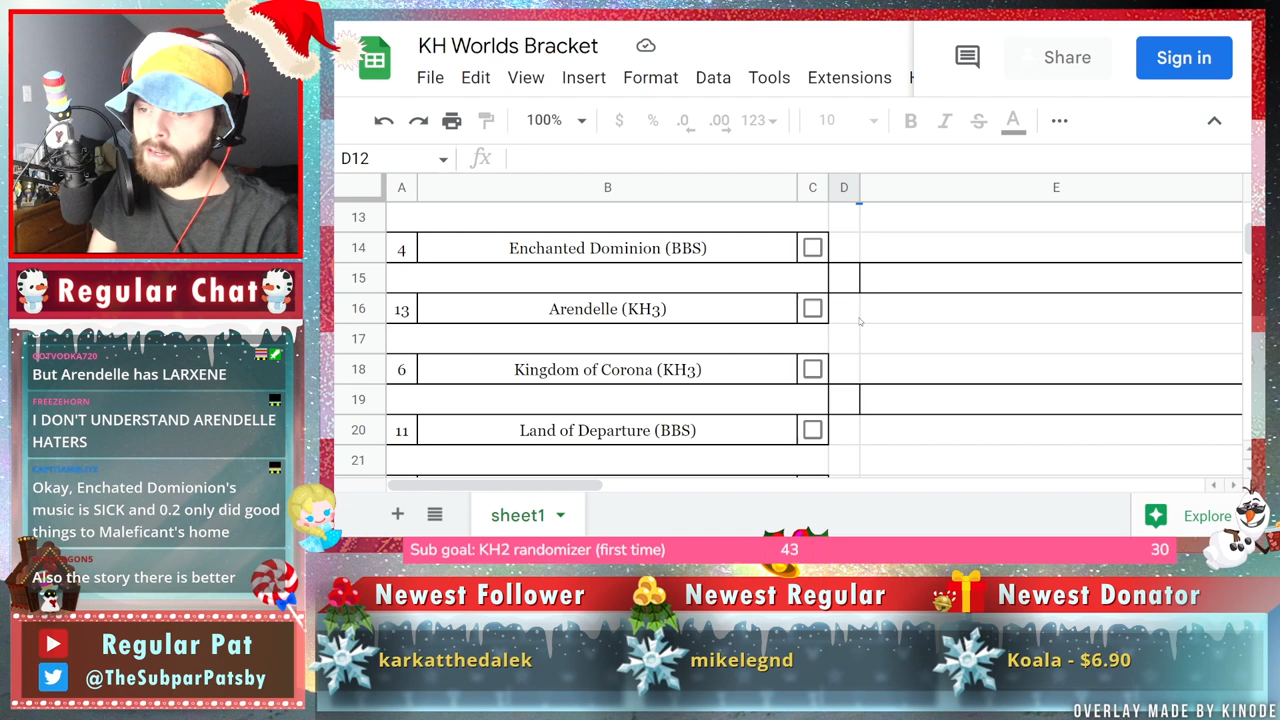 KH Worlds Bracket
File Edit View Insert Format Data Tools Extensions
Share
Sign in
100% $ % .0 .00 123 10 B I S A
D12 fx
A B C D E
13
14 4 Enchanted Dominion (BBS)
15
16 13 Arendelle (KH3)
17
18 6 Kingdom of Corona (KH3)
19
20 11 Land of Departure (BBS)
21
sheet1
Explore
Regular Chat
GOTVODKA720
But Arendelle has LARXENE
FREEZEHORN
I DON'T UNDERSTAND ARENDELLE
HATERS
Okay, Enchated Domionion's
music is SICK and 0.2 only did good
things to Maleficant's home
Also the story there is better
Regular Pat
@TheSubparPatsby
Sub goal: KH2 randomizer (first time) 43 30
Newest Follower
karkatthedalek
Newest Regular
mikelegnd
Newest Donator
Koala - $6.90
OVERLAY MADE BY KINODE